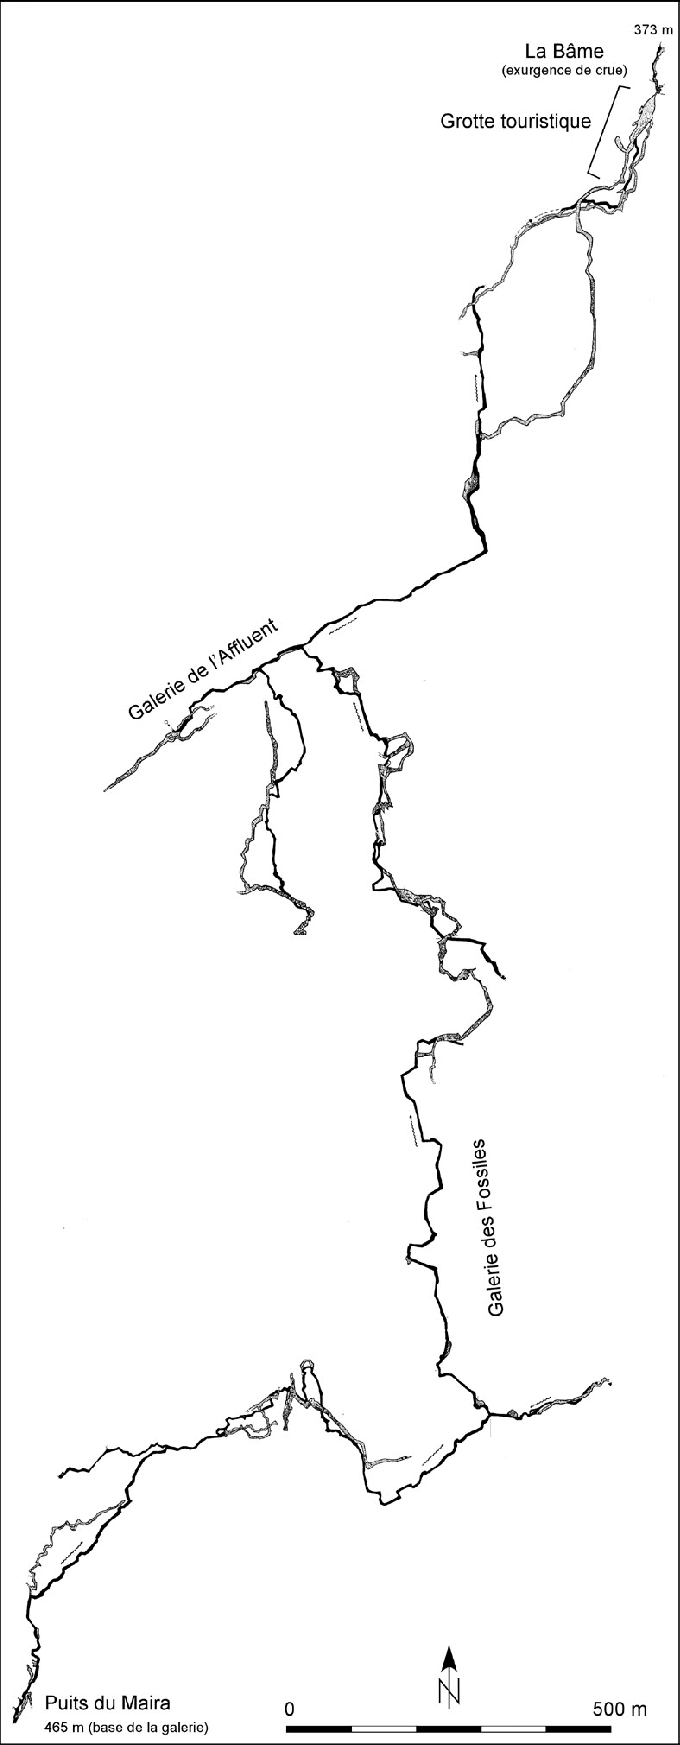 373 m
La Bâme
(exurgence de crue)
Grotte touristique
Galerie de l'Affluent
Galerie des Fossiles
N
Puits du Maira
465 m (base de la galerie)
0
500 m